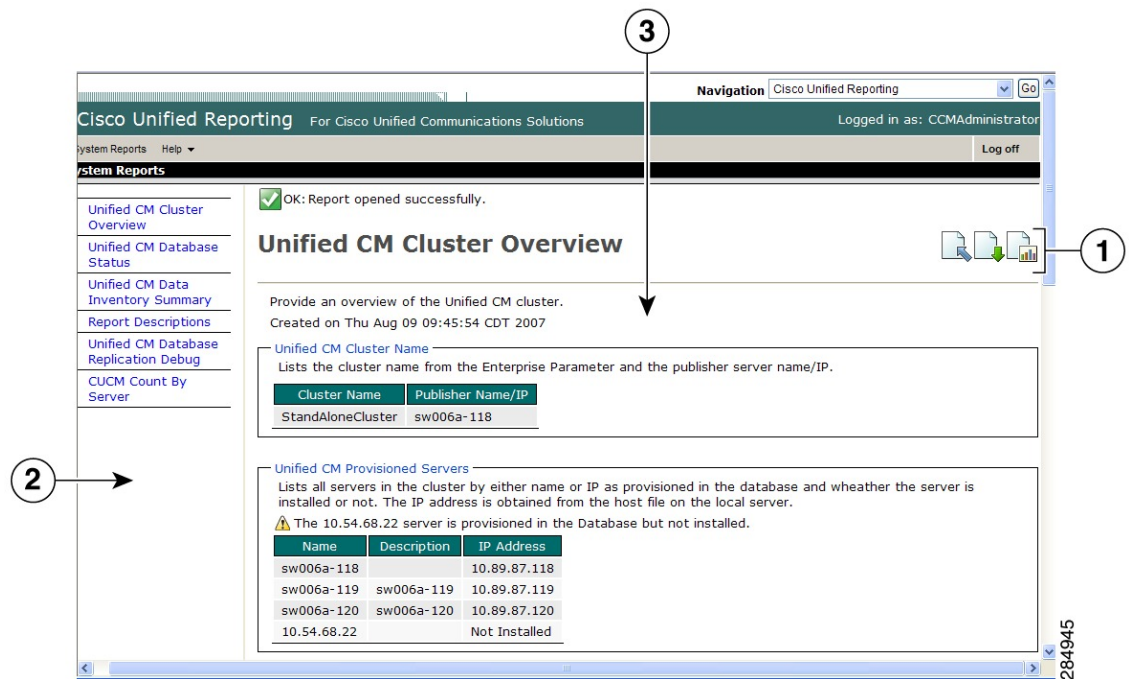 3
Navigation Cisco Unified Reporting Go
Cisco Unified Reporting For Cisco Unified Communications Solutions Logged in as: CCMAdministrator
System Reports Help Log off
ystem Reports
OK: Report opened successfully.
Unified CM Cluster
Overview
Unified CM Database
Status
Unified CM Data
Inventory Summary
Report Descriptions
Unified CM Database
Replication Debug
CUCM Count By
Server
Unified CM Cluster Overview
1
Provide an overview of the Unified CM cluster.
Created on Thu Aug 09 09:45:54 CDT 2007
Unified CM Cluster Name
Lists the cluster name from the Enterprise Parameter and the publisher server name/IP.
Cluster Name Publisher Name/IP
StandAloneCluster sw006a-118
2
Unified CM Provisioned Servers
Lists all servers in the cluster by either name or IP as provisioned in the database and wheather the server is
installed or not. The IP address is obtained from the host file on the local server.
The 10.54.68.22 server is provisioned in the Database but not installed.
Name Description IP Address
sw006a-118 10.89.87.118
sw006a-119 sw006a-119 10.89.87.119
sw006a-120 sw006a-120 10.89.87.120
10.54.68.22 Not Installed
284945